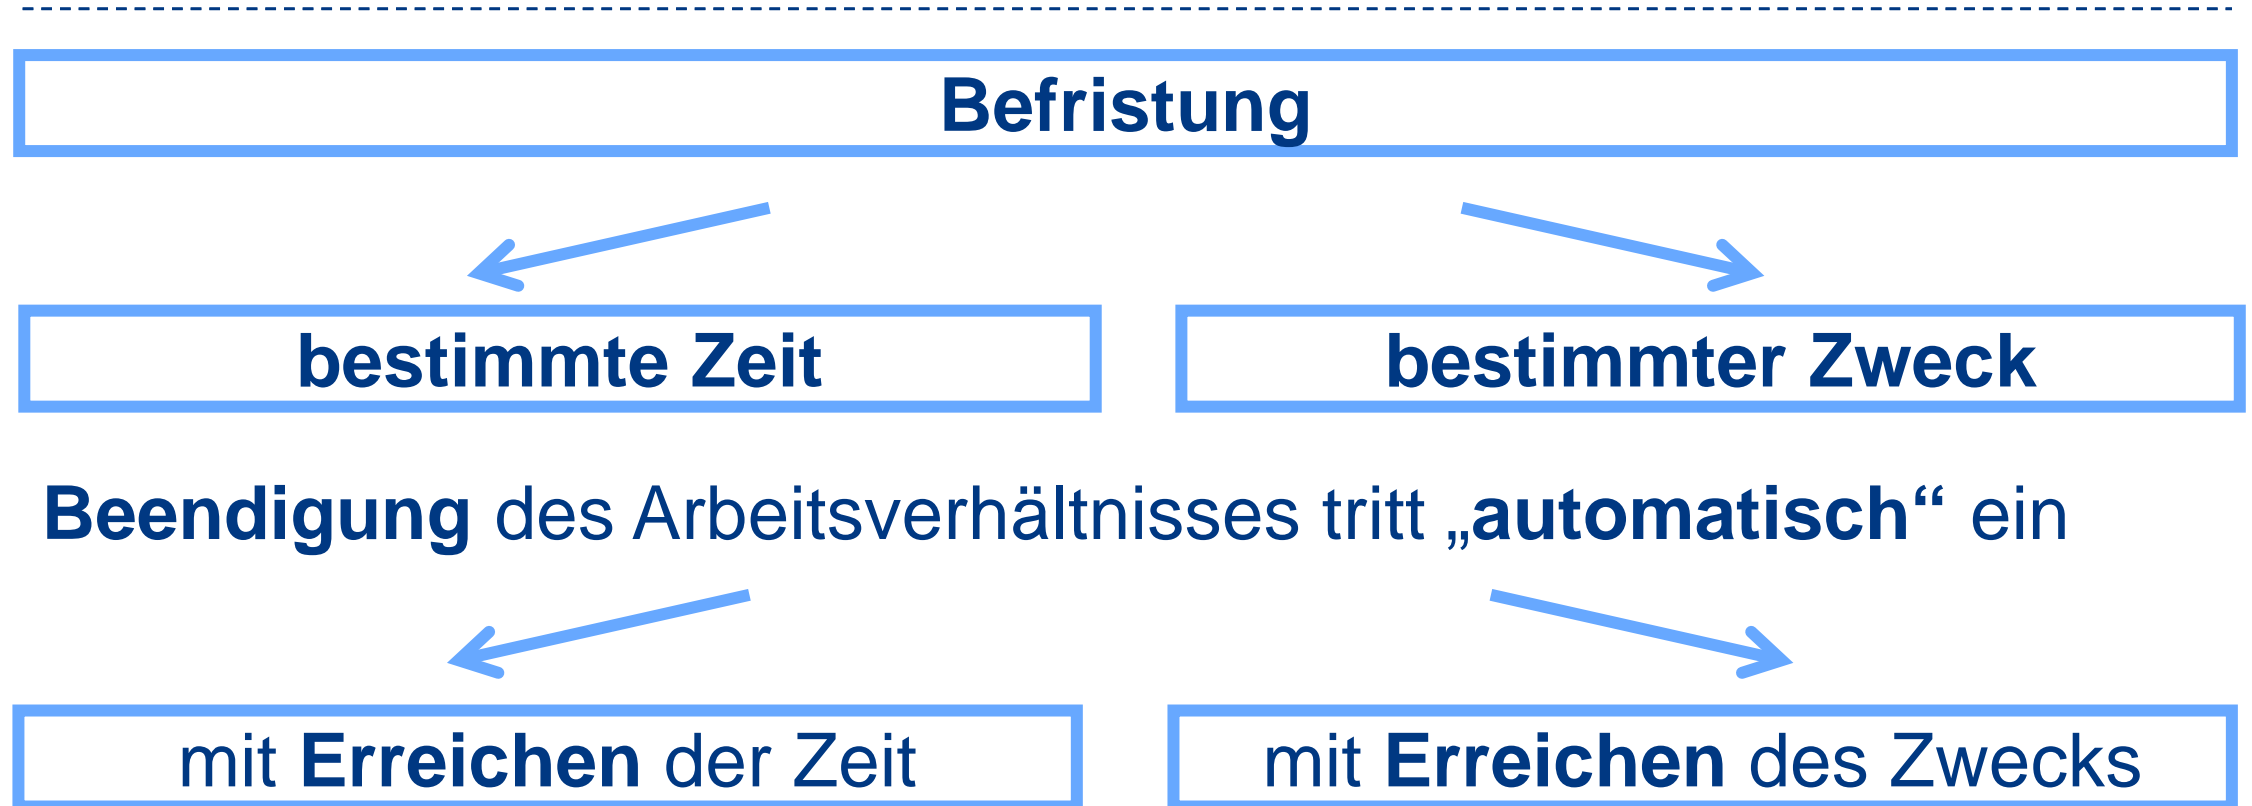 Befristung
bestimmte Zeit
bestimmter Zweck
Beendigung des Arbeitsverhältnisses tritt „automatisch“ ein
mit Erreichen der Zeit
mit Erreichen des Zwecks